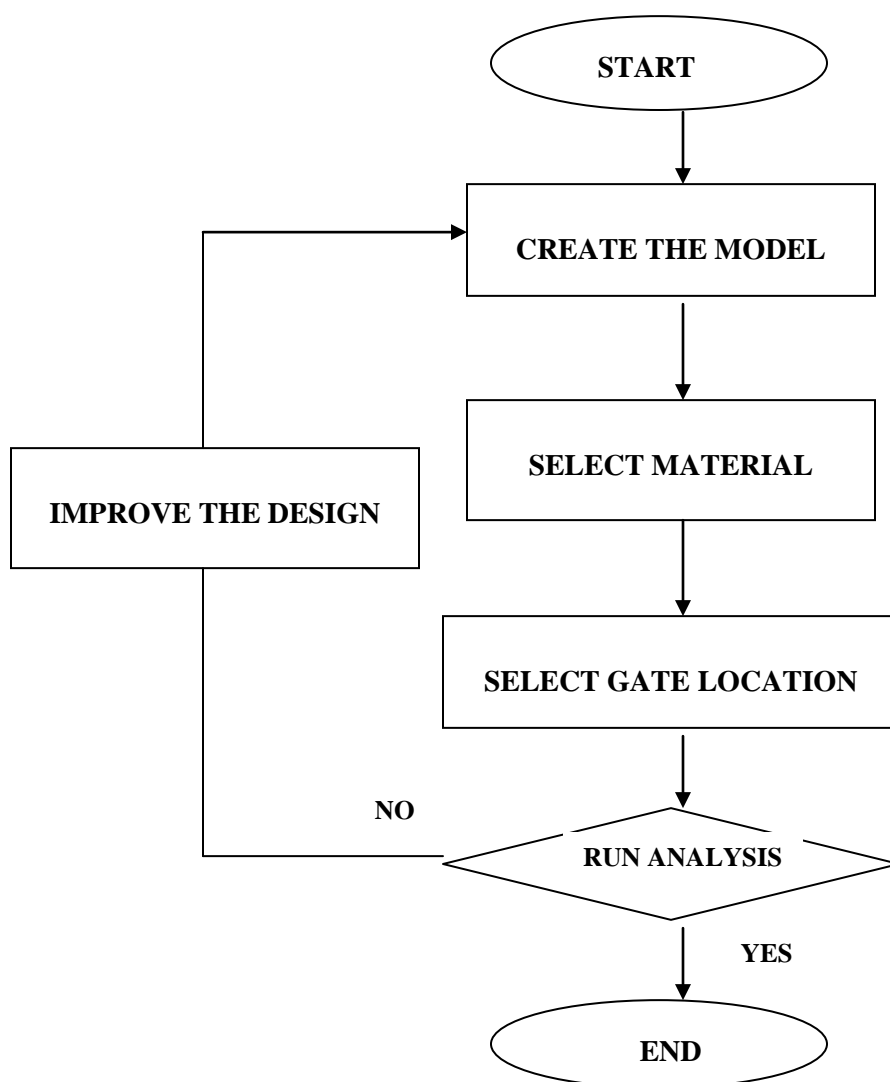 START
CREATE THE MODEL
SELECT MATERIAL
IMPROVE THE DESIGN
SELECT GATE LOCATION
NO
RUN ANALYSIS
YES
END